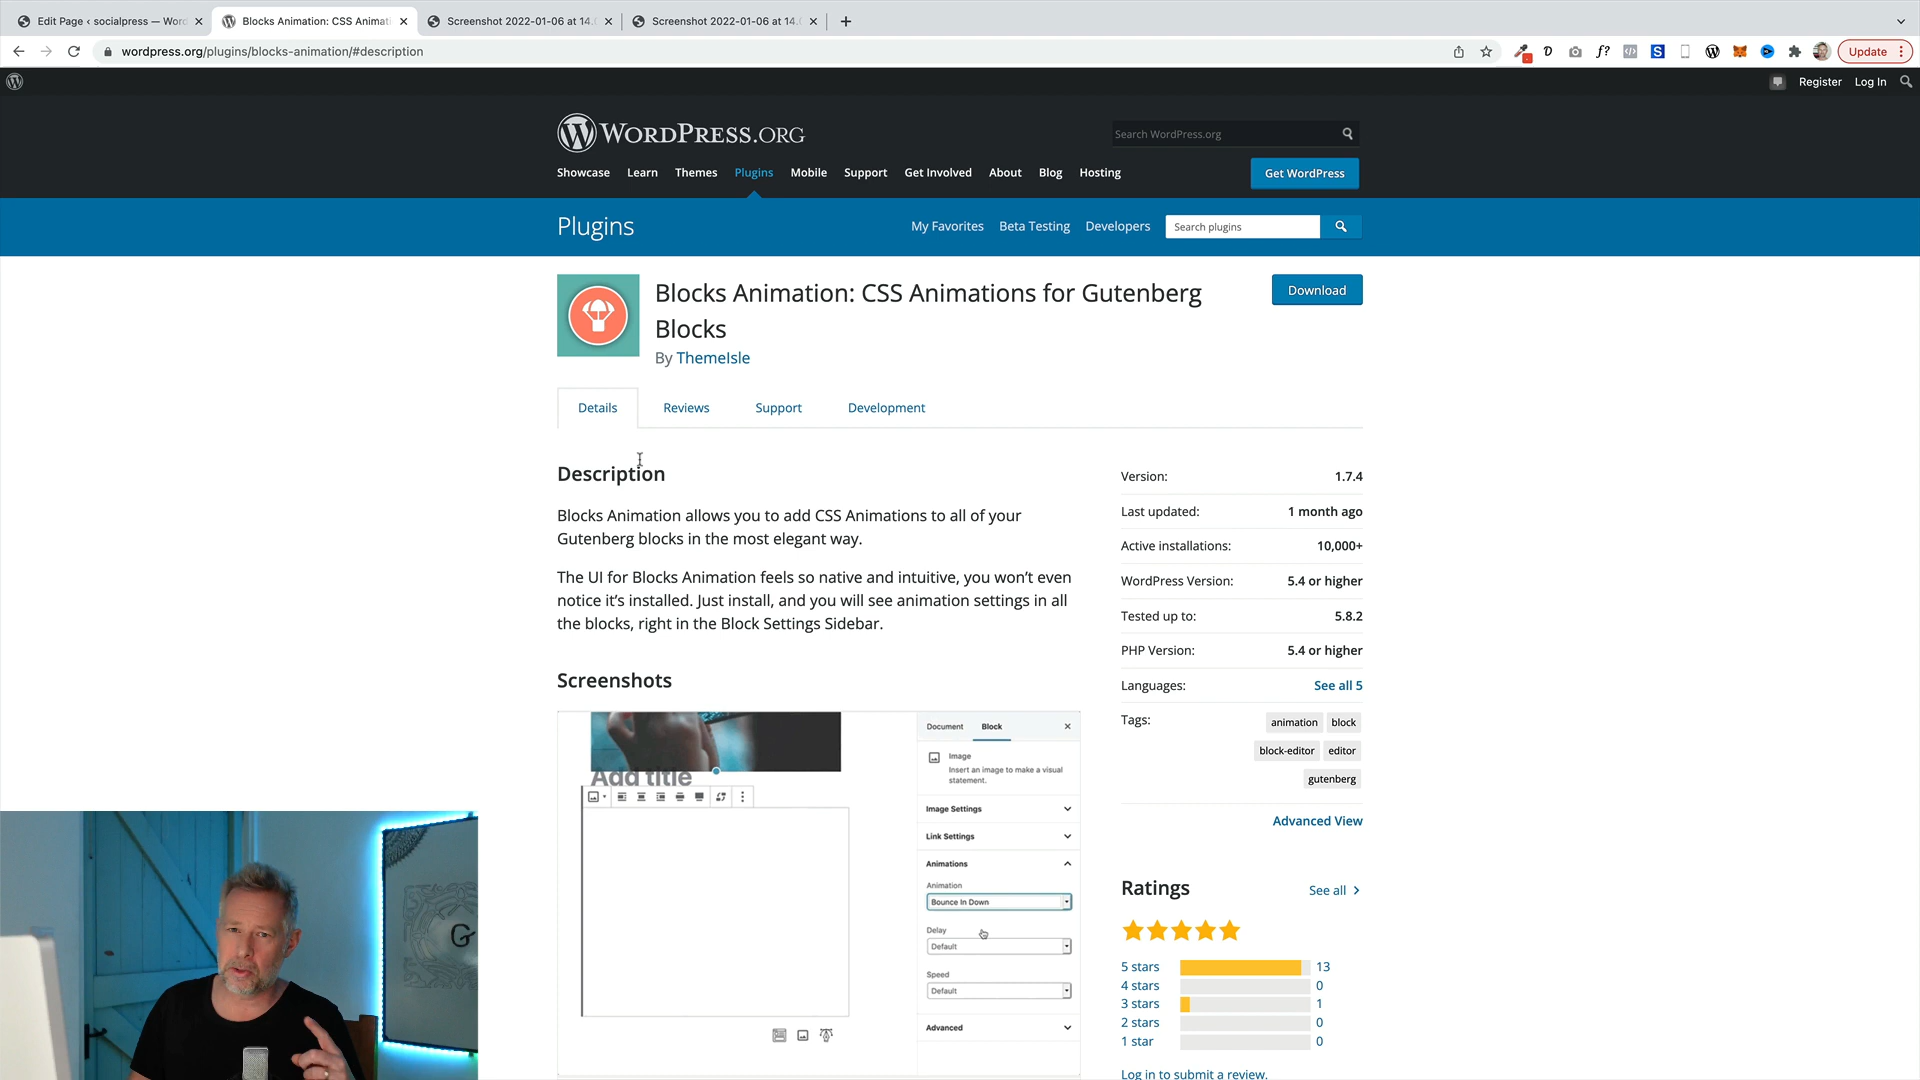 Edit Page ‹ socialpress — Word
Blocks Animation: CSS Animati
Screenshot 2022-01-06 at 14.0
Screenshot 2022-01-06 at 14.0
wordpress.org/plugins/blocks-animation/#description
Update
Register
Log In
WORDPRESS.ORG
Search WordPress.org
Showcase
Learn
Themes
Plugins
Mobile
Support
Get Involved
About
Blog
Hosting
Get WordPress
Plugins
My Favorites
Beta Testing
Developers
Search plugins
Blocks Animation: CSS Animations for Gutenberg
Blocks
By ThemeIsle
Download
Details
Reviews
Support
Development
Description
Blocks Animation allows you to add CSS Animations to all of your
Gutenberg blocks in the most elegant way.
The UI for Blocks Animation feels so native and intuitive, you won’t even
notice it’s installed. Just install, and you will see animation settings in all
the blocks, right in the Block Settings Sidebar.
Screenshots
Add title
Document
Block
Image
Insert an image to make a visual
statement.
Image Settings
Link Settings
Animations
Animation
Bounce In Down
Delay
Default
Speed
Default
Advanced
Version: 1.7.4
Last updated: 1 month ago
Active installations: 10,000+
WordPress Version: 5.4 or higher
Tested up to: 5.8.2
PHP Version: 5.4 or higher
Languages: See all 5
Tags: animation block
block-editor editor
gutenberg
Advanced View
Ratings
See all
5 stars 13
4 stars 0
3 stars 1
2 stars 0
1 star 0
Log in to submit a review.
G